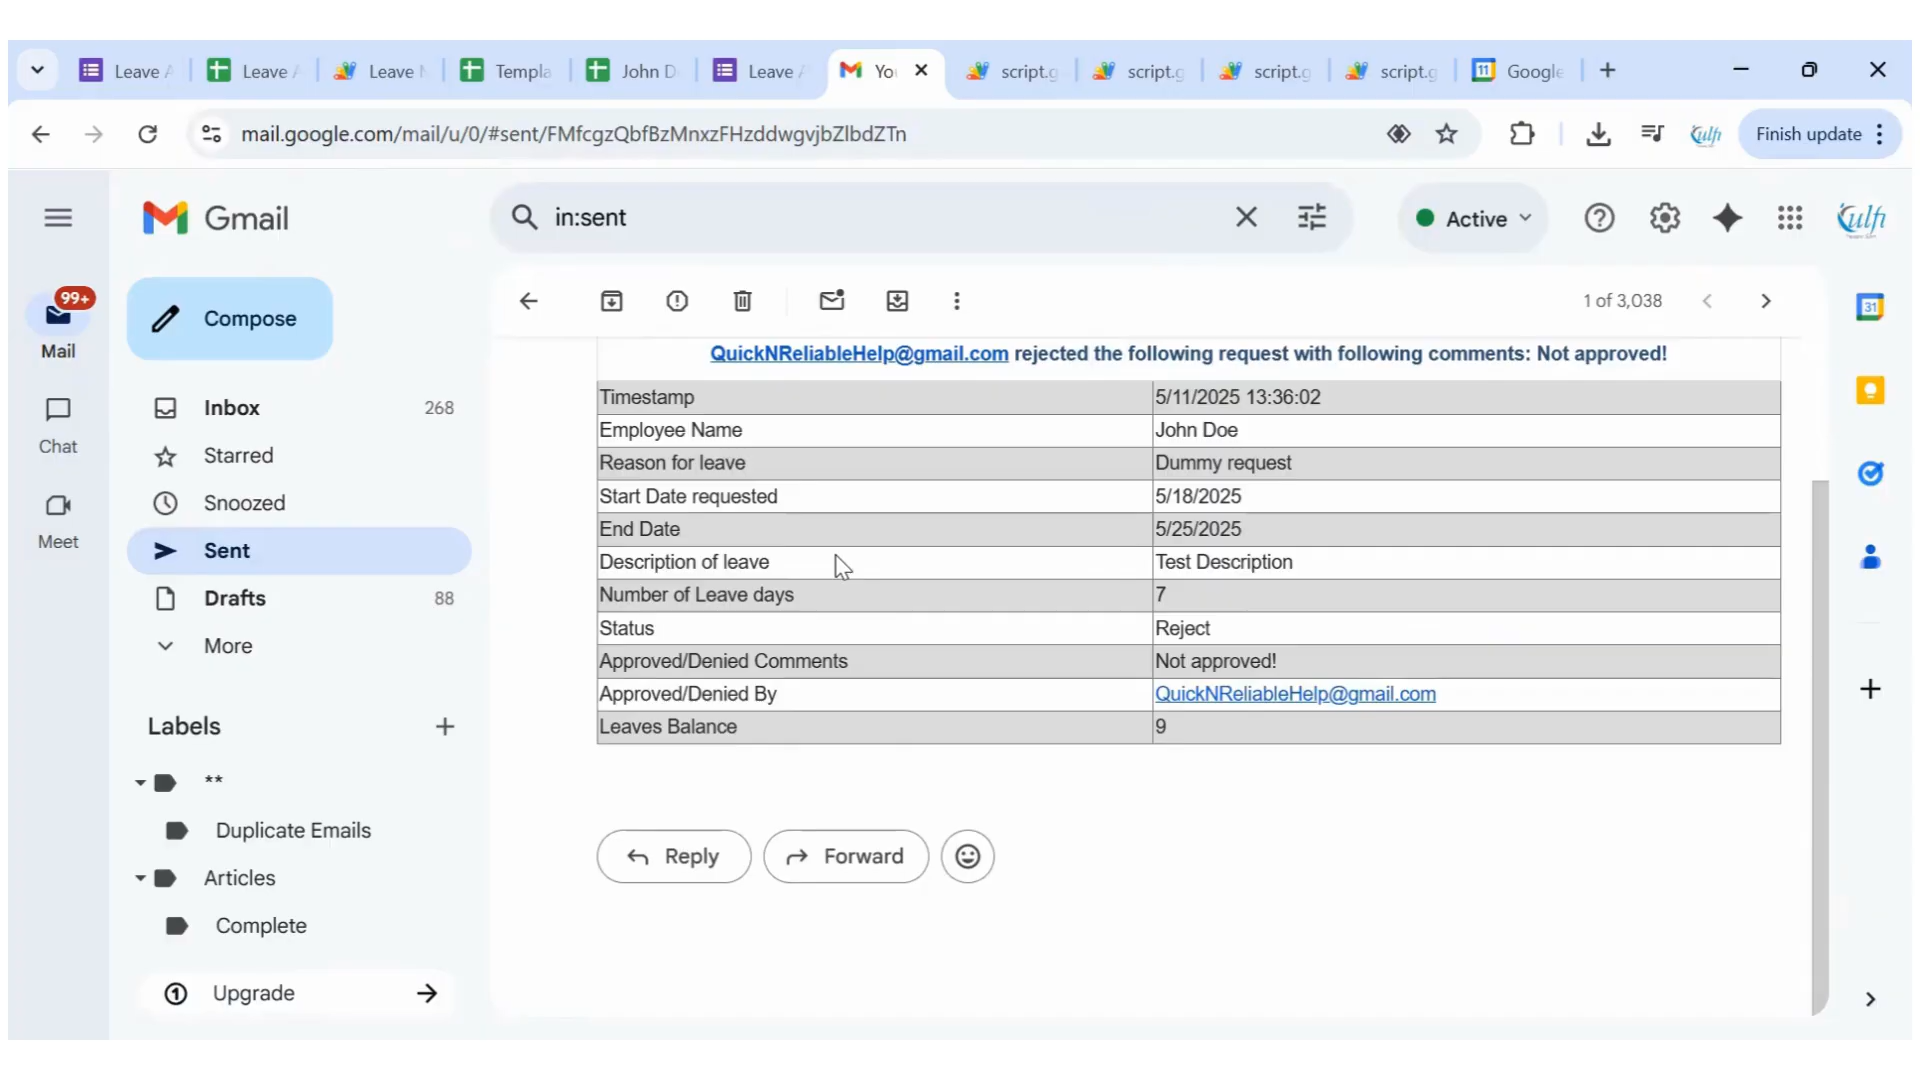 Leave A
Leave A
Leave N
Templa
John D
Leave A
You
script.g
script.g
script.g
script.g
11
Google
mail.google.com/mail/u/0/#sent/FMfcgzQbfBzMnxzFHzddwgvjbZlbdZTn
Kulfi
Finish update
Gmail
in:sent
Active
Kulfi
99+
Mail
Chat
Meet
Compose
Inbox 268
Starred
Snoozed
Sent
Drafts 88
More
Labels
**
Duplicate Emails
Articles
Complete
1 Upgrade
1 of 3,038
31
QuickNReliableHelp@gmail.com rejected the following request with following comments: Not approved!
Timestamp 5/11/2025 13:36:02
Employee Name John Doe
Reason for leave Dummy request
Start Date requested 5/18/2025
End Date 5/25/2025
Description of leave Test Description
Number of Leave days 7
Status Reject
Approved/Denied Comments Not approved!
Approved/Denied By QuickNReliableHelp@gmail.com
Leaves Balance 9
Reply
Forward